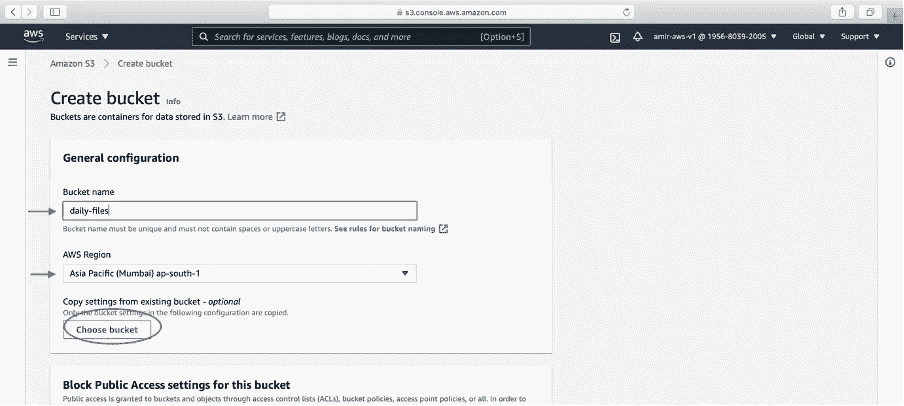 s3.console.aws.amazon.com
aws Services ▼ Search for services, features, blogs, docs, and more [Option+S] amir-aws-v1 @ 1956-8039-2005 ▼ Global ▼ Support ▼
Amazon S3 > Create bucket
Create bucket Info
Buckets are containers for data stored in S3. Learn more
General configuration
Bucket name
daily-files
Bucket name must be unique and must not contain spaces or uppercase letters. See rules for bucket naming
AWS Region
Asia Pacific (Mumbai) ap-south-1
Copy settings from existing bucket - optional
Only the bucket settings in the following configuration are copied.
Choose bucket
Block Public Access settings for this bucket
Public access is granted to buckets and objects through access control lists (ACLs), bucket policies, access point policies, or all. In order to